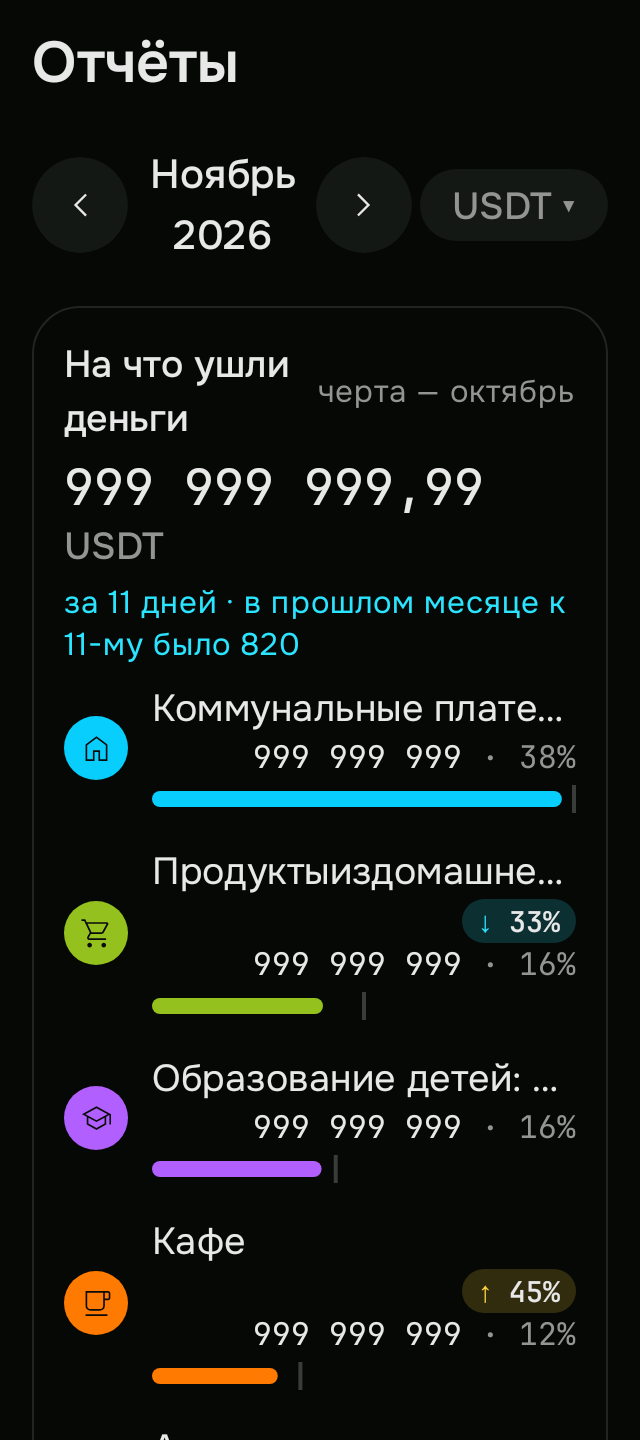 Отчёты
Ноябрь
2026
USDT ▾
На что ушли
деньги
черта — октябрь
999 999 999,99
USDT
за 11 дней · в прошлом месяце к
11-му было 820
Коммунальные плате...
999 999 999 · 38%
Продуктыиздомашне...
↓ 33%
999 999 999 · 16%
Образование детей: ...
999 999 999 · 16%
Кафе
↑ 45%
999 999 999 · 12%